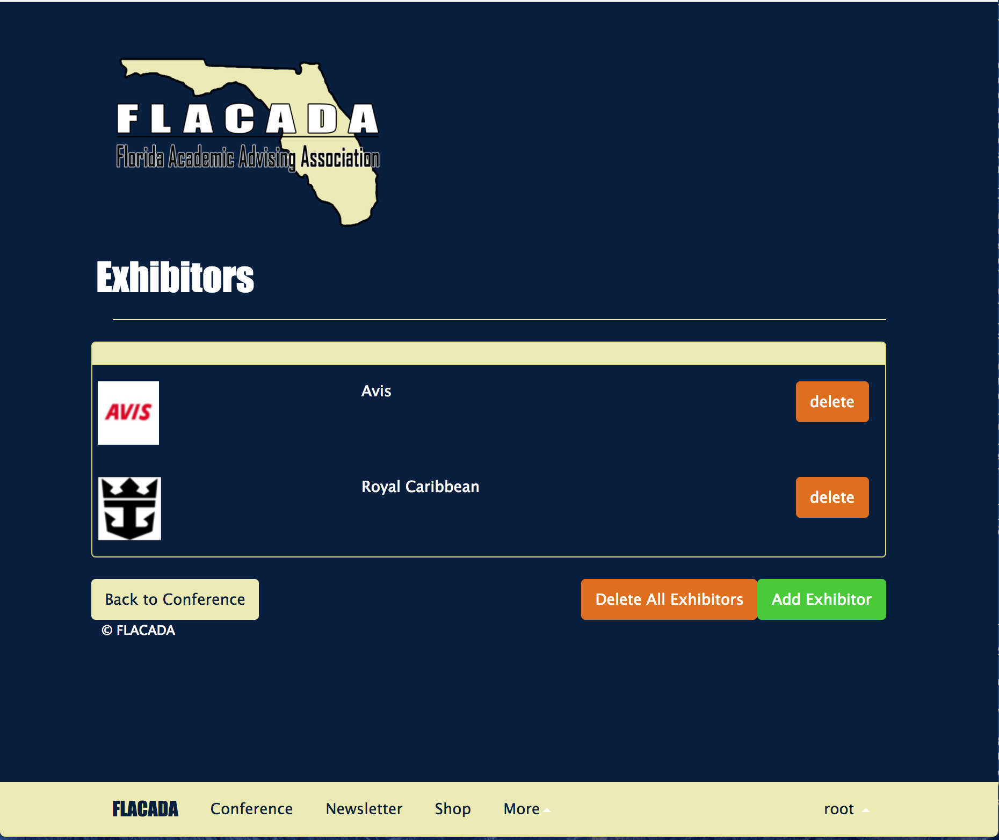 FLACADA
Florida Academic Advising Association
Exhibitors
AVIS
Avis
delete
Royal Caribbean
delete
Back to Conference
Delete All Exhibitors
Add Exhibitor
© FLACADA
FLACADA Conference Newsletter Shop More root